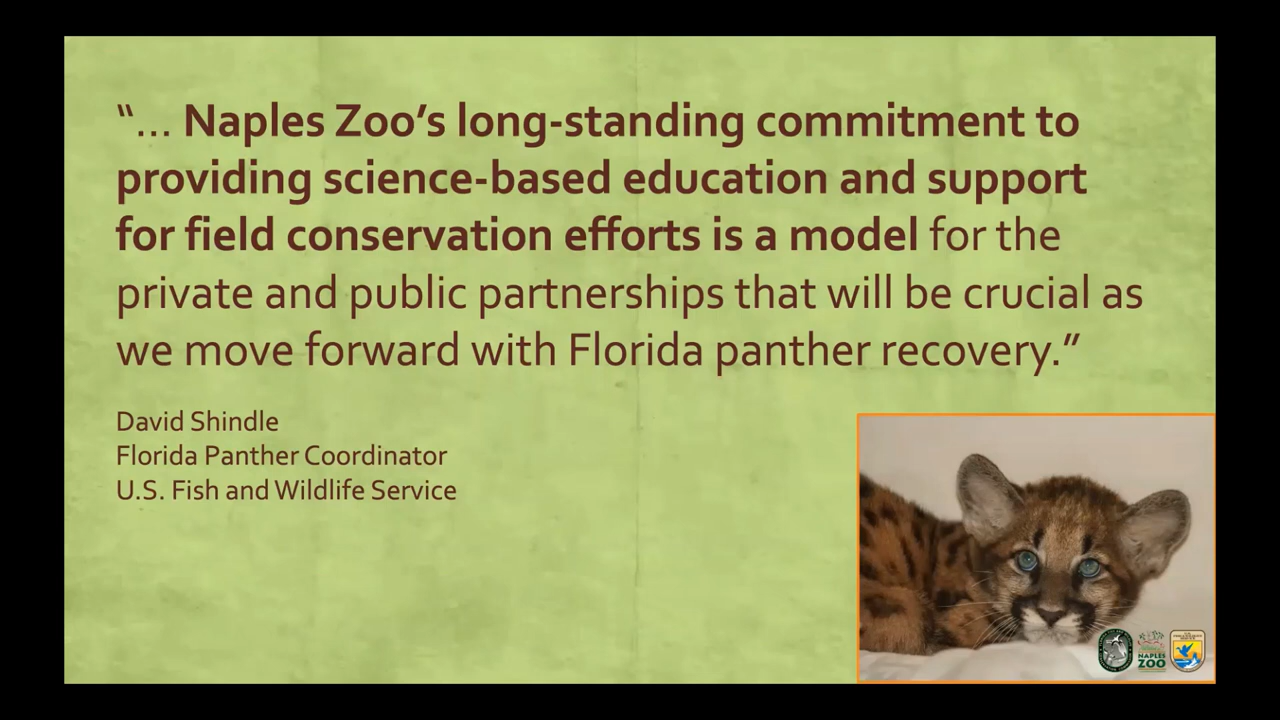 “... Naples Zoo’s long-standing commitment to
providing science-based education and support
for field conservation efforts is a model for the
private and public partnerships that will be crucial as
we move forward with Florida panther recovery.”
David Shindle
Florida Panther Coordinator
U.S. Fish and Wildlife Service
NAPLES
ZOO